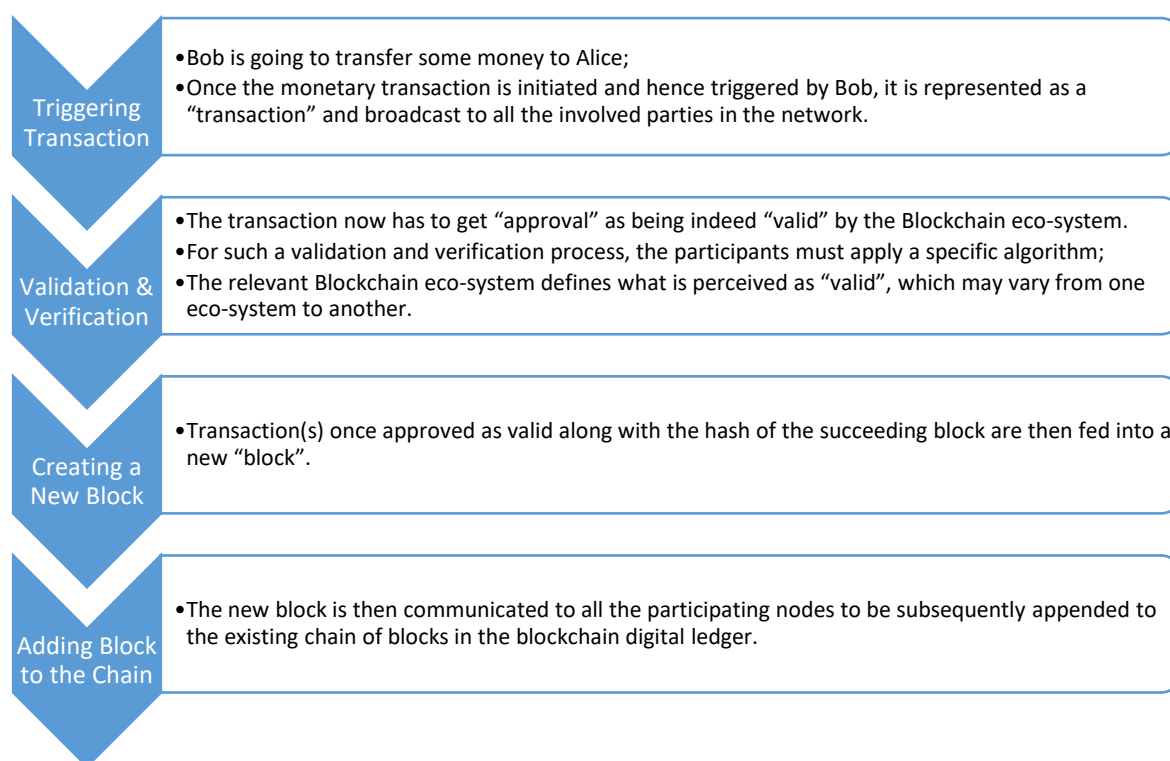 Triggering
Transaction
•Bob is going to transfer some money to Alice;
•Once the monetary transaction is initiated and hence triggered by Bob, it is represented as a
“transaction” and broadcast to all the involved parties in the network.
Validation &
Verification
•The transaction now has to get “approval” as being indeed “valid” by the Blockchain eco-system.
•For such a validation and verification process, the participants must apply a specific algorithm;
•The relevant Blockchain eco-system defines what is perceived as “valid”, which may vary from one
eco-system to another.
Creating a
New Block
•Transaction(s) once approved as valid along with the hash of the succeeding block are then fed into a
new “block”.
Adding Block
to the Chain
•The new block is then communicated to all the participating nodes to be subsequently appended to
the existing chain of blocks in the blockchain digital ledger.